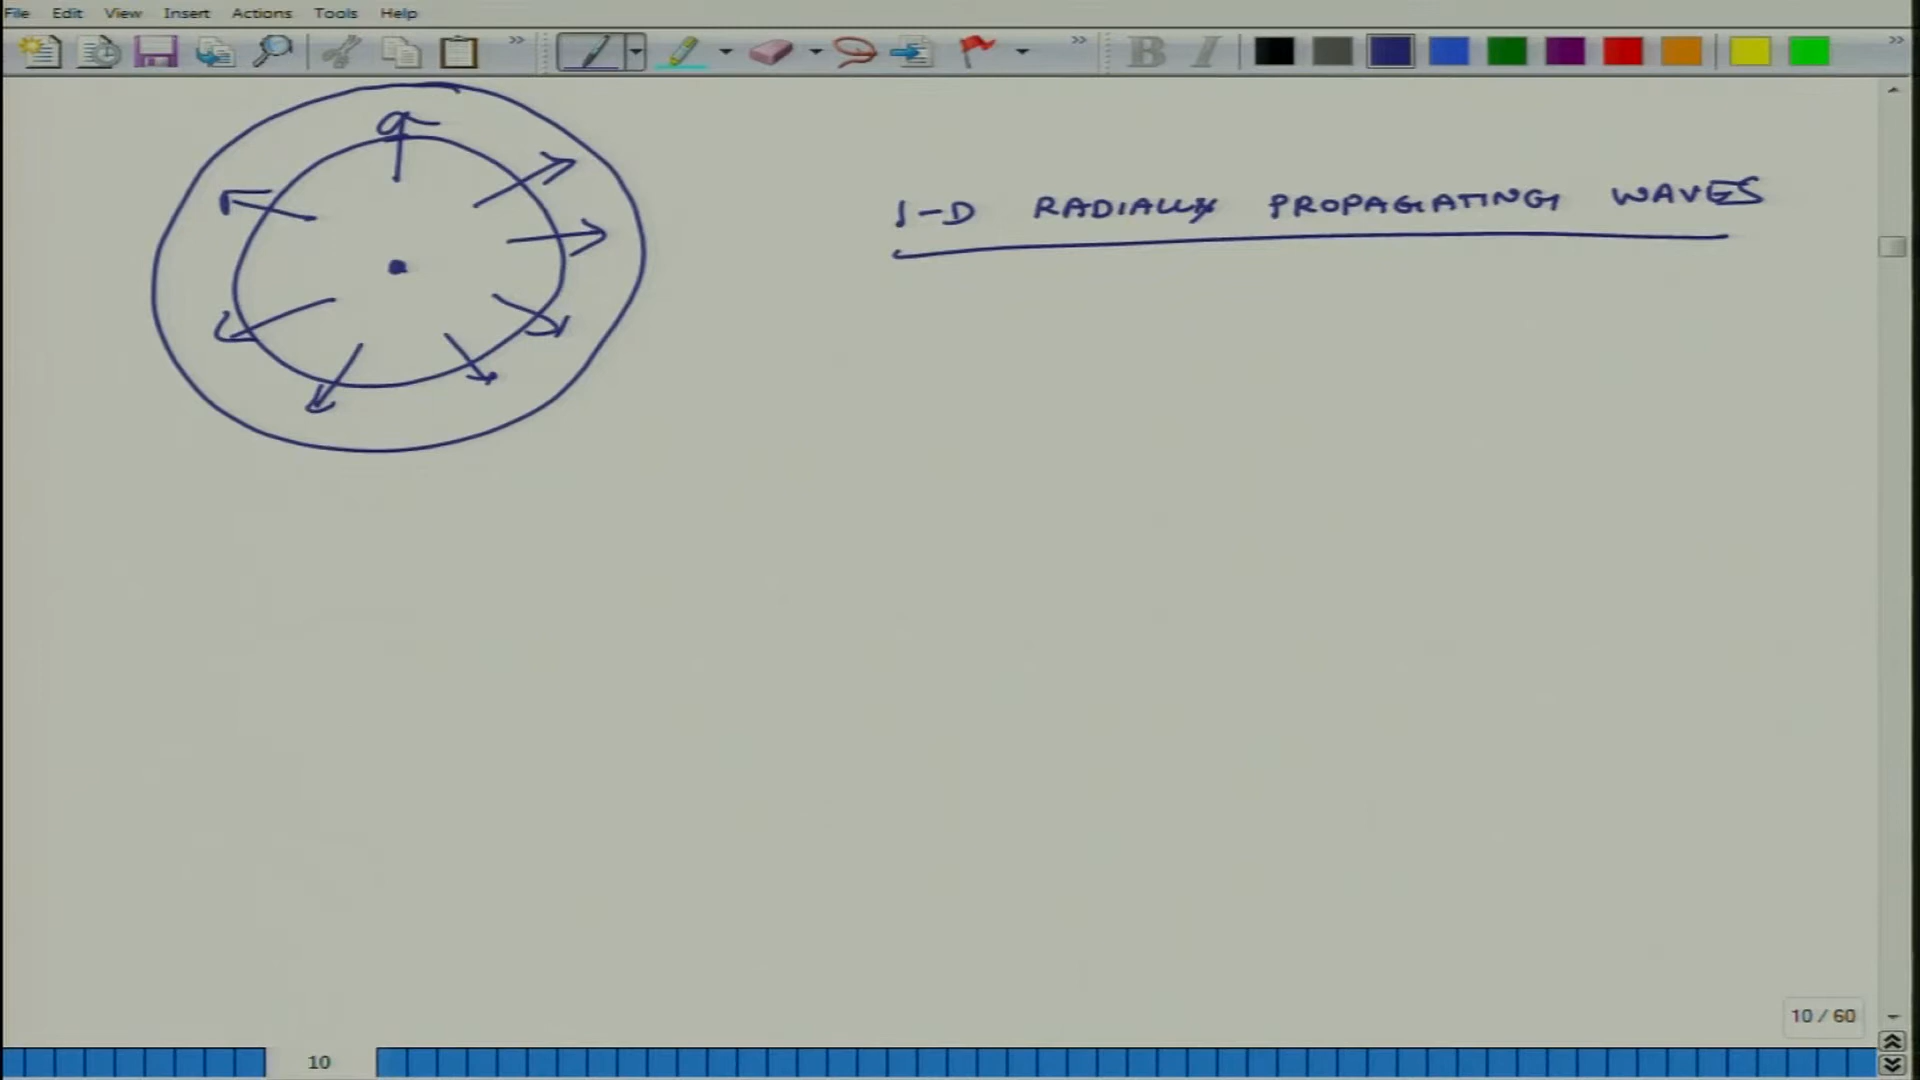 File Edit View Insert Actions Tools Help
B I
1-D RADIALLY PROPAGATING WAVES
10 / 60
10